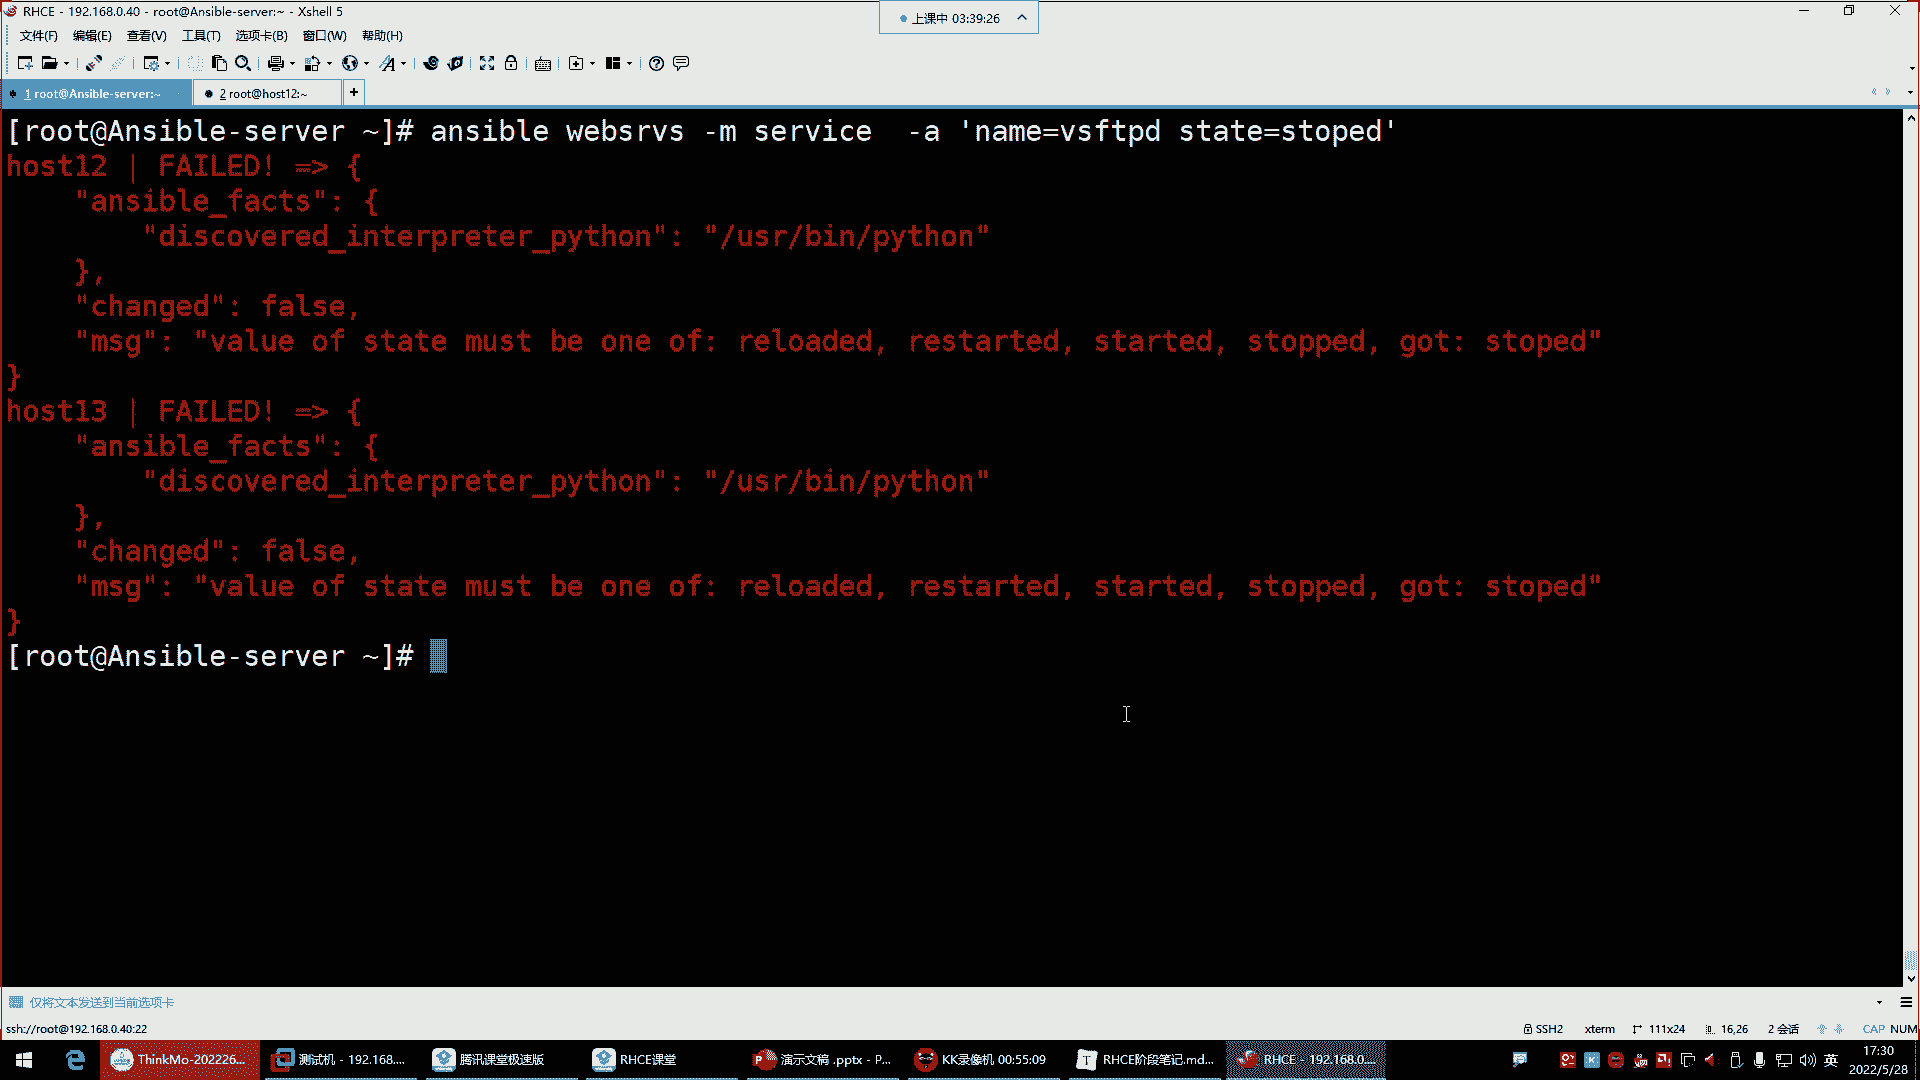 RHCE - 192.168.0.40 - root@Ansible-server:~ - Xshell 5
上课中 03:39:26
文件(F) 编辑(E) 查看(V) 工具(T) 选项卡(B) 窗口(W) 帮助(H)
1 root@Ansible-server:~ 2 root@host12:~ +
[root@Ansible-server ~]# ansible websrvs -m service  -a 'name=vsftpd state=stoped'
host12 | FAILED! => {
    "ansible_facts": {
        "discovered_interpreter_python": "/usr/bin/python"
    },
    "changed": false,
    "msg": "value of state must be one of: reloaded, restarted, started, stopped, got: stoped"
}
host13 | FAILED! => {
    "ansible_facts": {
        "discovered_interpreter_python": "/usr/bin/python"
    },
    "changed": false,
    "msg": "value of state must be one of: reloaded, restarted, started, stopped, got: stoped"
}
[root@Ansible-server ~]#
仅将文本发送到当前选项卡
ssh://root@192.168.0.40:22 SSH2 xterm 111x24 16,26 2 会话 CAP NUM
ThinkMo-202226... 测试机 - 192.168.... 腾讯课堂极速版 RHCE课堂 演示文稿 .pptx - P... KK录像机 00:55:09 RHCE阶段笔记.md... RHCE - 192.168.0.... 英 17:30
2022/5/28